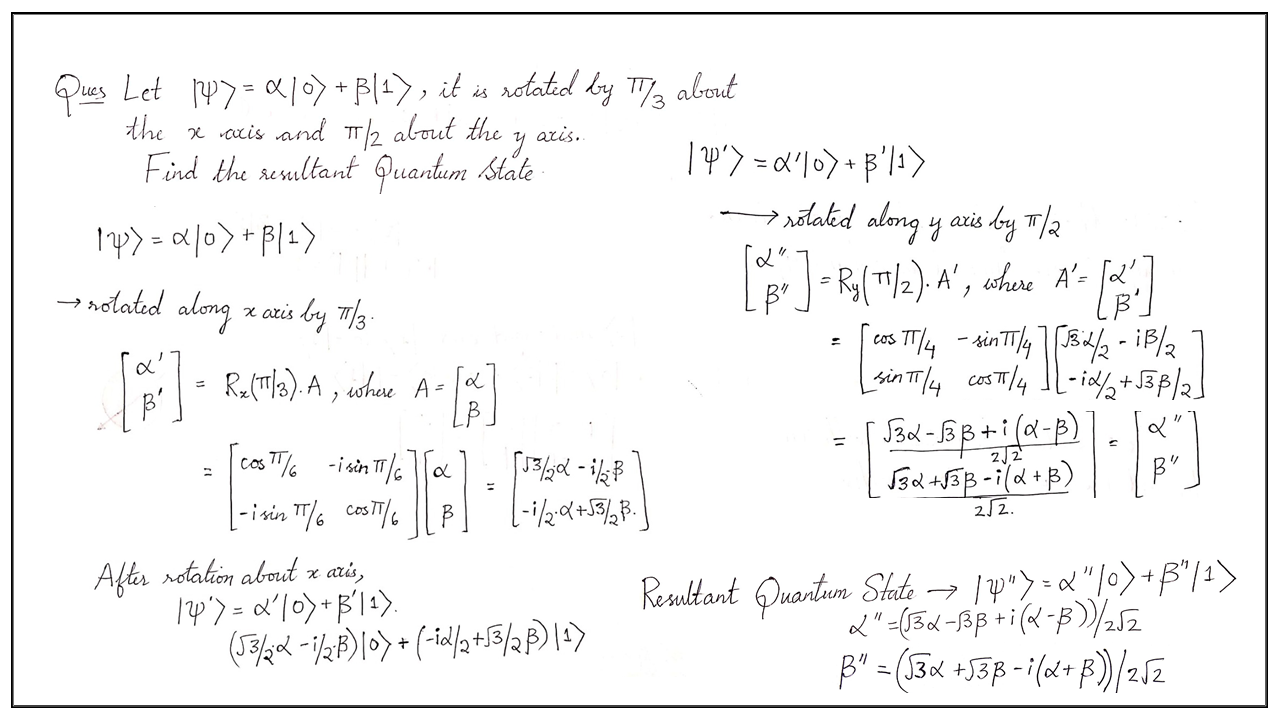 Ques Let |ψ⟩ = α|0⟩ + β|1⟩, it is rotated by π/3 about
the x axis and π/2 about the y axis.
Find the resultant Quantum State.
|ψ⟩ = α|0⟩ + β|1⟩
→ rotated along x axis by π/3.
[α' β'] = Rx(π/3).A, where A = [α β]
= [cos π/6 -i sin π/6
-i sin π/6 cos π/6] [α β] = [√3/2.α - i/2.β
-i/2.α + √3/2 β.]
After rotation about x axis,
|ψ'⟩ = α'|0⟩ + β'|1⟩.
(√3/2.α - i/2.β)|0⟩ + (-iα/2 + √3/2 β)|1⟩
|ψ'⟩ = α'|0⟩ + β'|1⟩
→ rotated along y axis by π/2
[α'' β''] = Ry(π/2). A', where A' = [α' β']
= [cos π/4 - sin π/4
sin π/4 cos π/4] [√3α/2 - iβ/2
-iα/2 + √3β/2]
= [(√3α - √3β + i(α - β))/2√2
(√3α + √3β - i(α + β))/2√2.] = [α'' β'']
Resultant Quantum State → |ψ''⟩ = α''|0⟩ + β''|1⟩
α'' = (√3α - √3β + i(α - β))/2√2
β'' = (√3α + √3β - i(α + β))/2√2